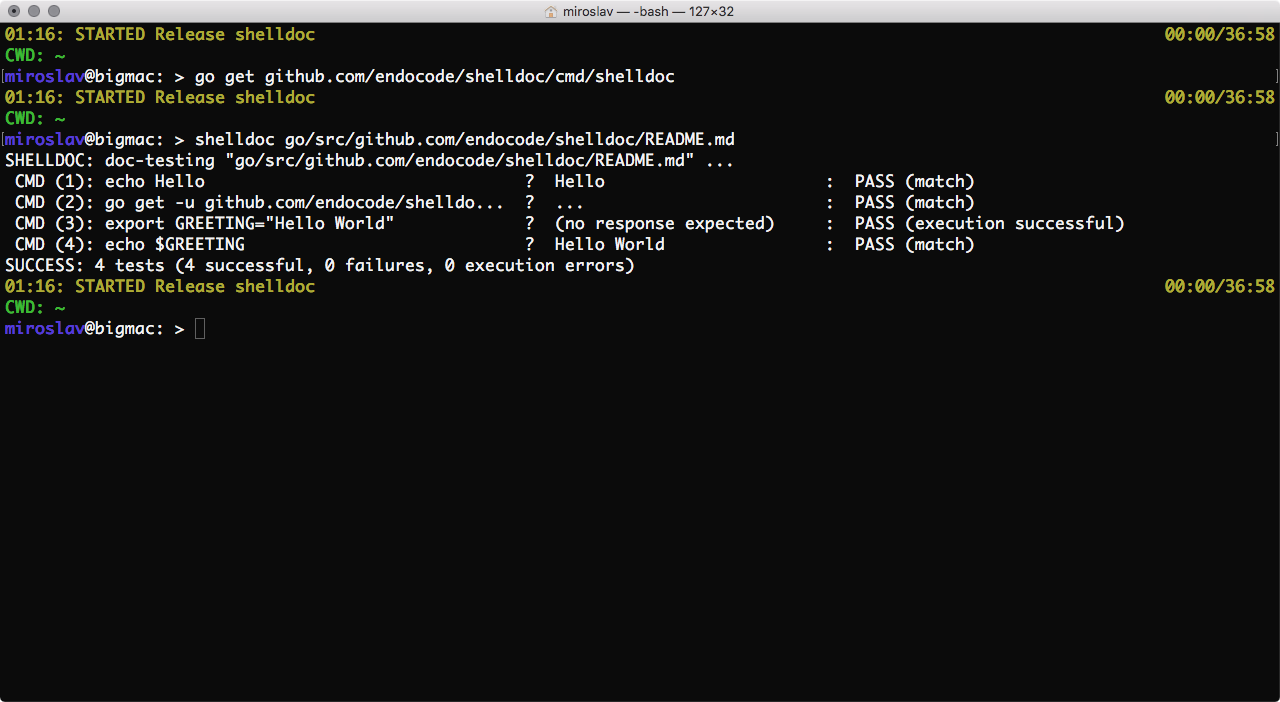 miroslav — -bash — 127×32
01:16: STARTED Release shelldoc 00:00/36:58
CWD: ~
miroslav@bigmac: > go get github.com/endocode/shelldoc/cmd/shelldoc
01:16: STARTED Release shelldoc 00:00/36:58
CWD: ~
miroslav@bigmac: > shelldoc go/src/github.com/endocode/shelldoc/README.md
SHELLDOC: doc-testing "go/src/github.com/endocode/shelldoc/README.md" ...
CMD (1): echo Hello ? Hello : PASS (match)
CMD (2): go get -u github.com/endocode/shelldo... ? ... : PASS (match)
CMD (3): export GREETING="Hello World" ? (no response expected) : PASS (execution successful)
CMD (4): echo $GREETING ? Hello World : PASS (match)
SUCCESS: 4 tests (4 successful, 0 failures, 0 execution errors)
01:16: STARTED Release shelldoc 00:00/36:58
CWD: ~
miroslav@bigmac: >